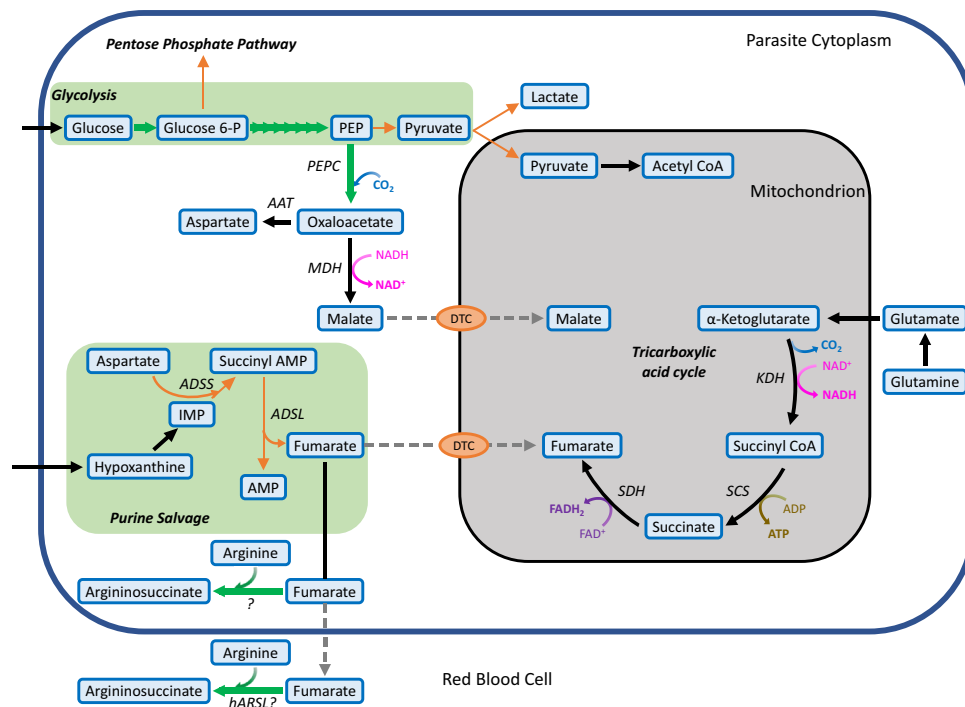 Parasite Cytoplasm
Pentose Phosphate Pathway
Glycolysis
Glucose
Glucose 6-P
PEP
Pyruvate
Lactate
Pyruvate
Acetyl CoA
Mitochondrion
PEPC
CO₂
AAT
Aspartate
Oxaloacetate
MDH
NADH
NAD⁺
Malate
DTC
Malate
α-Ketoglutarate
Glutamate
Glutamine
Tricarboxylic
acid cycle
CO₂
KDH
NAD⁺
NADH
Aspartate
Succinyl AMP
ADSS
IMP
ADSL
Hypoxanthine
Fumarate
AMP
Purine Salvage
DTC
Fumarate
Succinyl CoA
SDH
SCS
FADH₂
FAD⁺
Succinate
ADP
ATP
Arginine
Argininosuccinate
?
Fumarate
Arginine
Argininosuccinate
hARSL?
Fumarate
Red Blood Cell